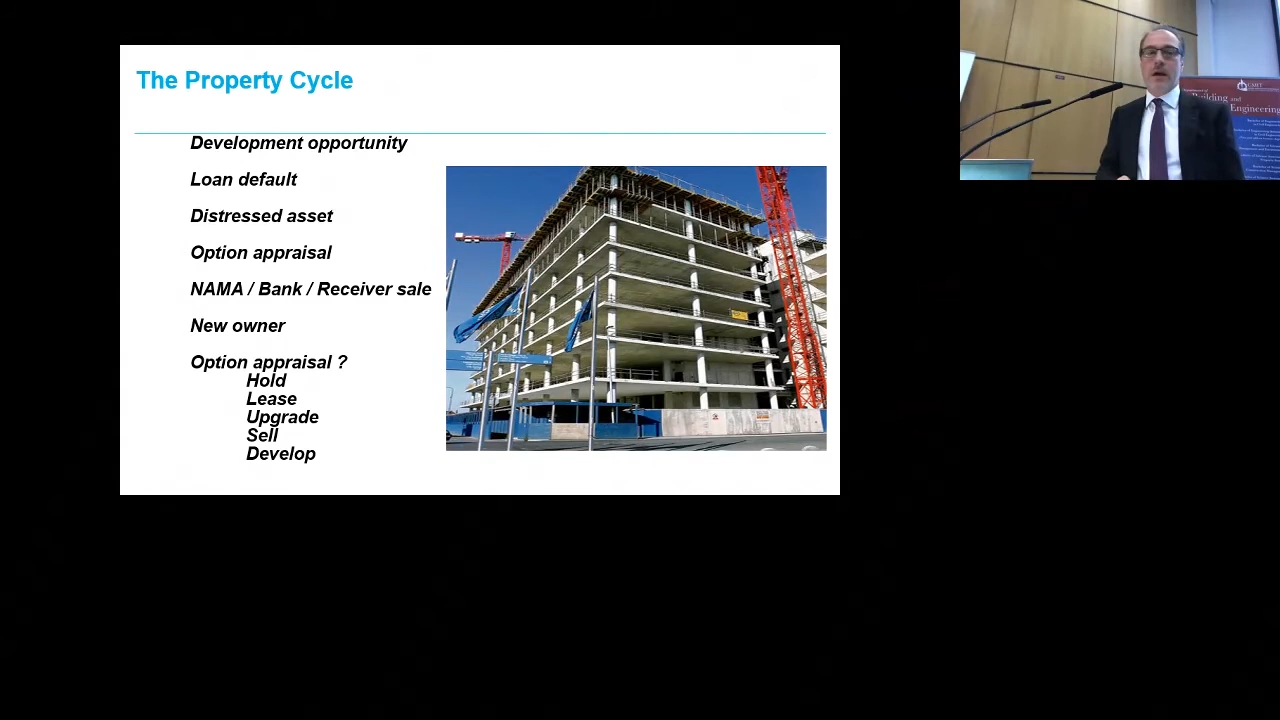 The Property Cycle
Development opportunity
Loan default
Distressed asset
Option appraisal
NAMA / Bank / Receiver sale
New owner
Option appraisal ?
Hold
Lease
Upgrade
Sell
Develop
Building and
Engineering